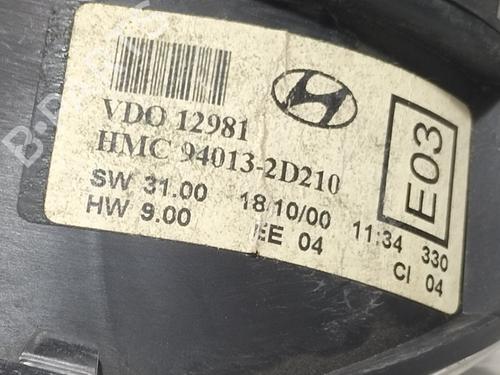 VDO 12981
HMC 94013-2D210
SW 31.00 18/10/00 11:34 330
HW 9.00 EE 04 CI 04
E03
B-PARTS